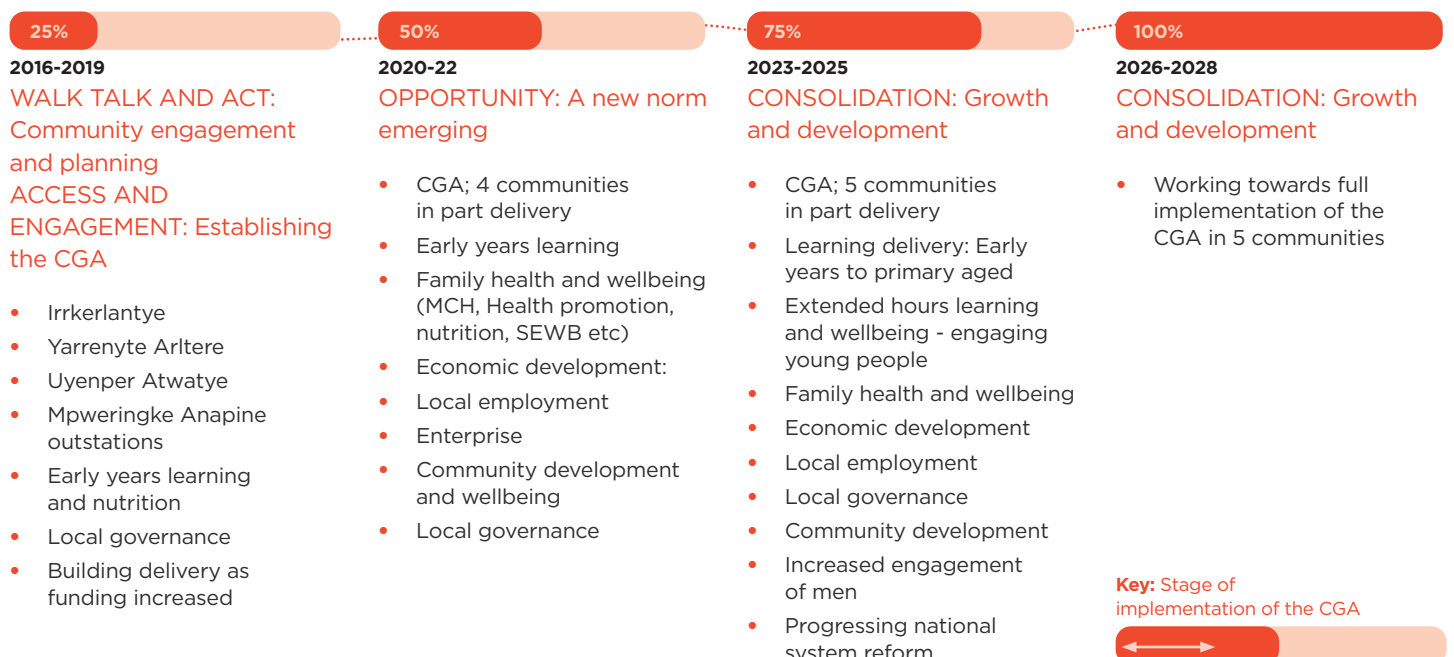 25%
2016-2019
WALK TALK AND ACT:
Community engagement
and planning
ACCESS AND
ENGAGEMENT: Establishing
the CGA
• Irrkerlantye
• Yarrenyte Arltere
• Uyenper Atwatye
• Mpweringke Anapine
outstations
• Early years learning
and nutrition
• Local governance
• Building delivery as
funding increased
50%
2020-22
OPPORTUNITY: A new norm
emerging
• CGA; 4 communities
in part delivery
• Early years learning
• Family health and wellbeing
(MCH, Health promotion,
nutrition, SEWB etc)
• Economic development:
• Local employment
• Enterprise
• Community development
and wellbeing
• Local governance
75%
2023-2025
CONSOLIDATION: Growth
and development
• CGA; 5 communities
in part delivery
• Learning delivery: Early
years to primary aged
• Extended hours learning
and wellbeing - engaging
young people
• Family health and wellbeing
• Economic development
• Local employment
• Local governance
• Community development
• Increased engagement
of men
• Progressing national
system reform
100%
2026-2028
CONSOLIDATION: Growth
and development
• Working towards full
implementation of the
CGA in 5 communities
Key: Stage of
implementation of the CGA